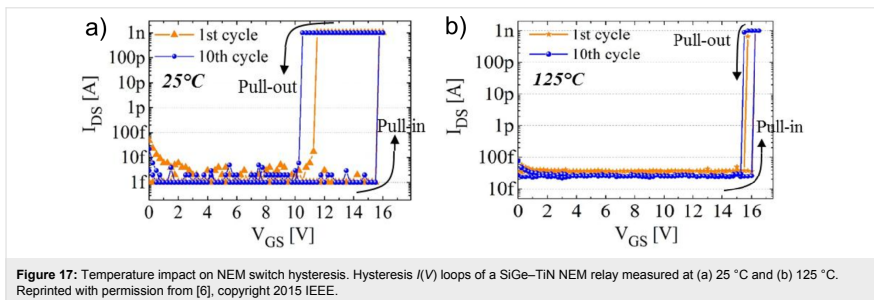 a)
1st cycle
10th cycle
25°C
Pull-out
Pull-in
1n
100p
10p
1p
100f
10f
1f
I_DS [A]
0 2 4 6 8 10 12 14 16
V_GS [V]
b)
1st cycle
10th cycle
125°C
Pull-out
Pull-in
1n
100p
10p
1p
100f
10f
I_DS [A]
0 2 4 6 8 10 12 14 16
V_GS [V]
Figure 17: Temperature impact on NEM switch hysteresis. Hysteresis I(V) loops of a SiGe–TiN NEM relay measured at (a) 25 °C and (b) 125 °C.
Reprinted with permission from [6], copyright 2015 IEEE.